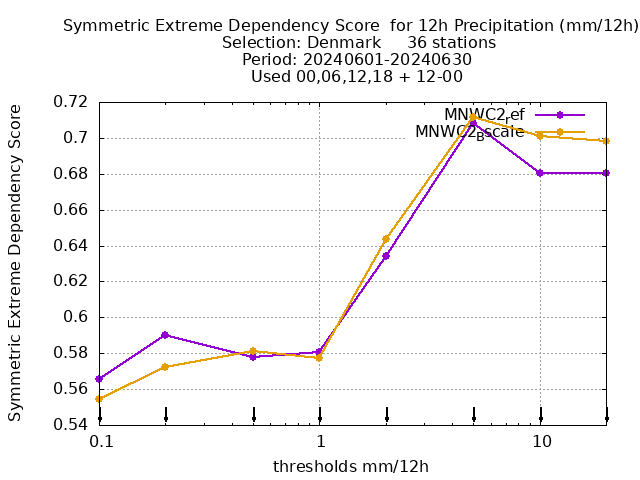 Symmetric Extreme Dependency Score  for 12h Precipitation (mm/12h)
Selection: Denmark     36 stations
Period: 20240601-20240630
Used 00,06,12,18 + 12-00
MNWC2ref
MNWC2Bscale
Symmetric Extreme Dependency Score
0.72
0.7
0.68
0.66
0.64
0.62
0.6
0.58
0.56
0.54
0.1 1 10
thresholds mm/12h